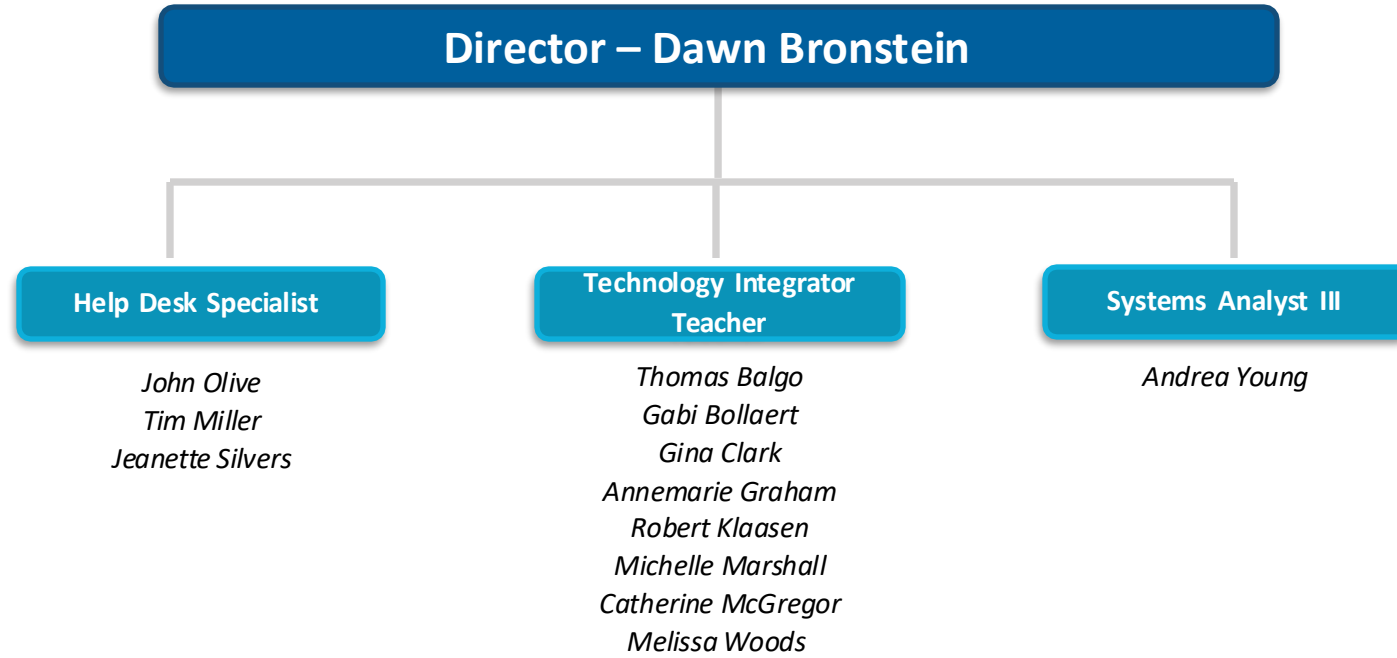 Director – Dawn Bronstein
Help Desk Specialist
John Olive
Tim Miller
Jeanette Silvers
Technology Integrator
Teacher
Thomas Balgo
Gabi Bollaert
Gina Clark
Annemarie Graham
Robert Klaasen
Michelle Marshall
Catherine McGregor
Melissa Woods
Systems Analyst III
Andrea Young